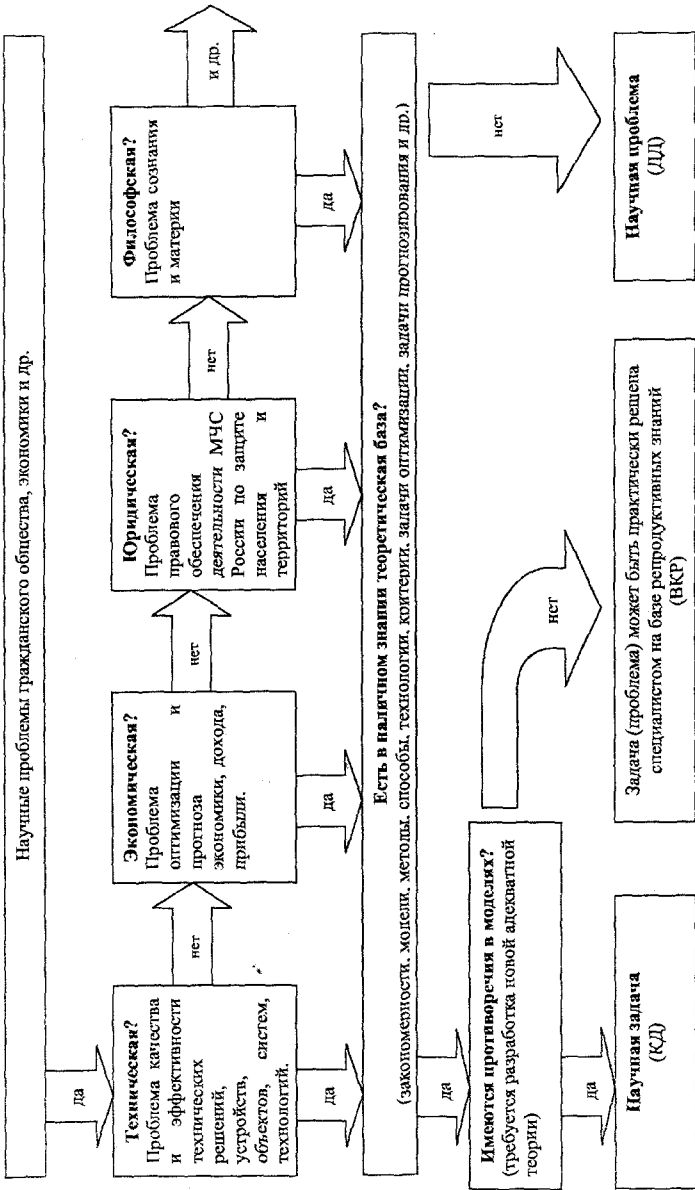 Научные проблемы гражданского общества, экономики и др.
да
Техническая?
Проблема качества
и эффективности
технических
решений,
устройств,
объектов, систем,
технологий.
нет
Экономическая?
Проблема
оптимизации и
прогноза
экономики, дохода,
прибыли.
нет
Юридическая?
Проблема
правового
обеспечения
деятельности МЧС
России по защите
населения и
территорий
нет
Философская?
Проблема сознания
и материи
и др.
да
да
да
да
Есть в наличном знании теоретическая база?
(закономерности, модели, методы, способы, технологии, критерии, задачи оптимизации, задачи прогнозирования и др.)
да
Имеются противоречия в моделях?
(требуется разработка новой адекватной
теории)
нет
нет
да
Научная задача
(КД)
Задача (проблема) может быть практически решена
специалистом на базе репродуктивных знаний
(ВКР)
Научная проблема
(ДД)